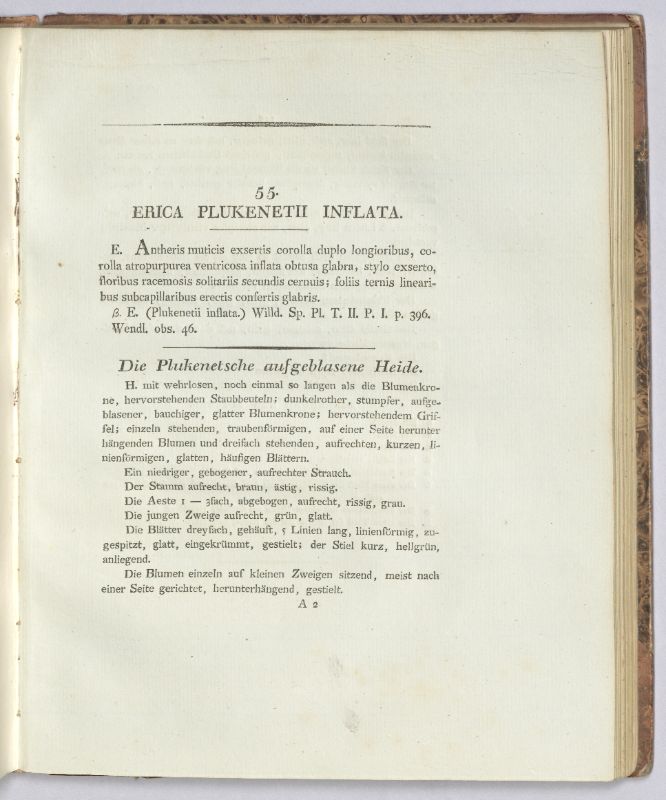 55.
ERICA PLUKENETII INFLATA.
E. Antheris muticis exsertis corolla duplo longioribus, co-
rolla atropurpurea ventricosa inflata obtusa glabra, stylo exserto,
floribus racemosis solitariis secundis cernuis; foliis ternis lineari-
bus subcapillaribus erectis confertis glabris.
β. E. (Plukenetii inflata.) Willd. Sp. Pl. T. II. P. I. p. 396.
Wendl. obs. 46.
Die Plukenetsche aufgeblasene Heide.
H. mit wehrlosen, noch einmal so langen als die Blumenkro-
ne, hervorstehenden Staubbeuteln; dunkelrother, stumpfer, aufge-
blasener, bauchiger, glatter Blumenkrone; hervorstehendem Grif-
fel; einzeln stehenden, traubenförmigen, auf einer Seite herunter
hängenden Blumen und dreifach stehenden, aufrechten, kurzen, li-
nienförmigen, glatten, häufigen Blättern.
Ein niedriger, gebogener, aufrechter Strauch.
Der Stamm aufrecht, braun, ästig, rissig.
Die Aeste 1 — 3fach, abgebogen, aufrecht, rissig, grau.
Die jungen Zweige aufrecht, grün, glatt.
Die Blätter dreyfach, gehäuft, 5 Linien lang, linienförmig, zu-
gespitzt, glatt, eingekrümmt, gestielt; der Stiel kurz, hellgrün,
anliegend.
Die Blumen einzeln auf kleinen Zweigen sitzend, meist nach
einer Seite gerichtet, herunterhängend, gestielt.
A 2